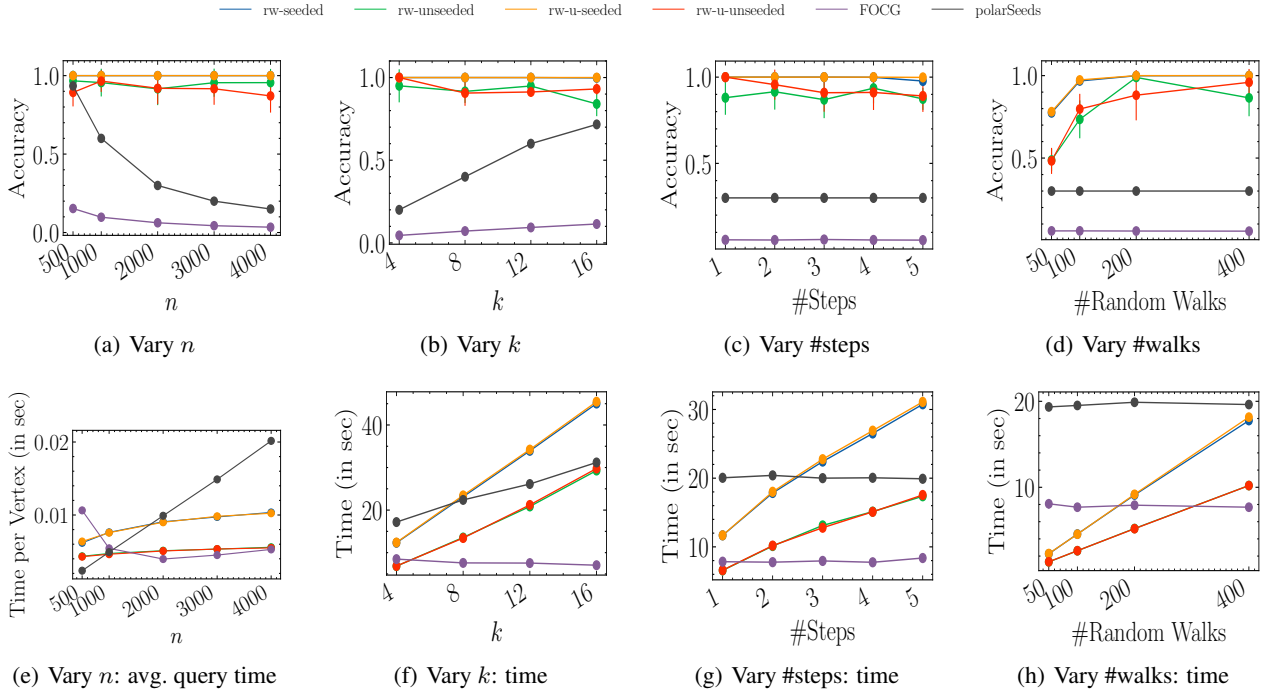 rw-seeded rw-unseeded rw-u-seeded rw-u-unseeded FOCG polarSeeds
Accuracy
1.0
0.5
0.0
500
1000
2000
3000
4000
n
(a) Vary n
Accuracy
1.0
0.5
0.0
4
8
12
16
k
(b) Vary k
Accuracy
1.0
0.5
1
2
3
4
5
#Steps
(c) Vary #steps
Accuracy
1.0
0.5
50
100
200
400
#Random Walks
(d) Vary #walks
Time per Vertex (in sec)
0.02
0.01
500
1000
2000
3000
4000
n
(e) Vary n: avg. query time
Time (in sec)
40
20
4
8
12
16
k
(f) Vary k: time
Time (in sec)
30
20
10
1
2
3
4
5
#Steps
(g) Vary #steps: time
Time (in sec)
20
10
50
100
200
400
#Random Walks
(h) Vary #walks: time